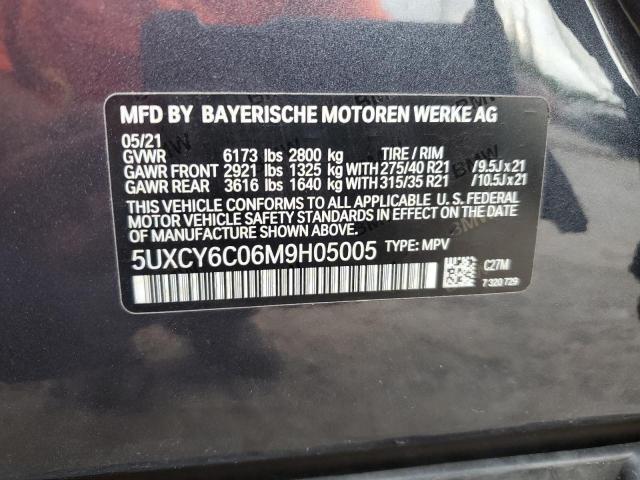 MFD BY BAYERISCHE MOTOREN WERKE AG
05/21
GVWR 6173 lbs 2800 kg TIRE / RIM
GAWR FRONT 2921 lbs 1325 kg WITH 275/40 R21 /9.5J x 21
GAWR REAR 3616 lbs 1640 kg WITH 315/35 R21 /10.5J x 21
THIS VEHICLE CONFORMS TO ALL APPLICABLE U. S. FEDERAL
MOTOR VEHICLE SAFETY AND THEFT PREVENTION STANDARDS
IN EFFECT ON THE DATE OF MANUFACTURE SHOWN ABOVE.
5UXCY6C06M9H05005 TYPE: MPV
C27M
7 320 729